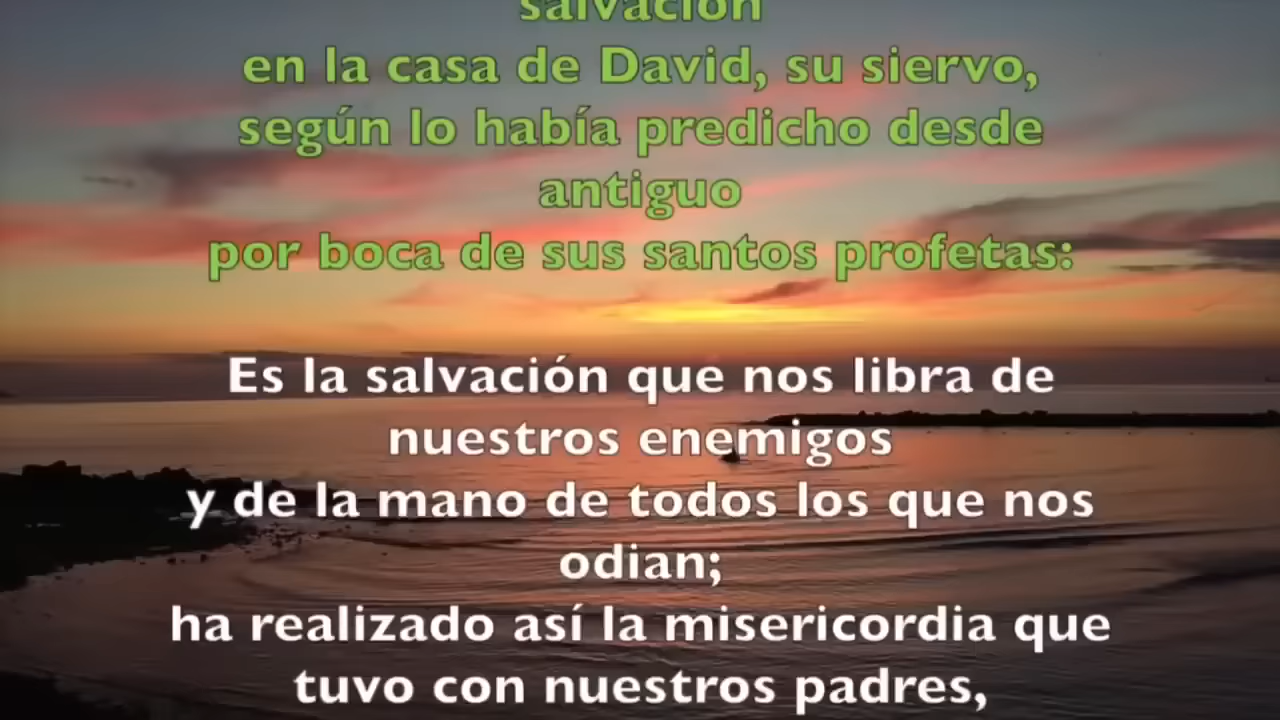 salvación
en la casa de David, su siervo,
según lo había predicho desde
antiguo
por boca de sus santos profetas:
Es la salvación que nos libra de
nuestros enemigos
y de la mano de todos los que nos
odian;
ha realizado así la misericordia que
tuvo con nuestros padres,